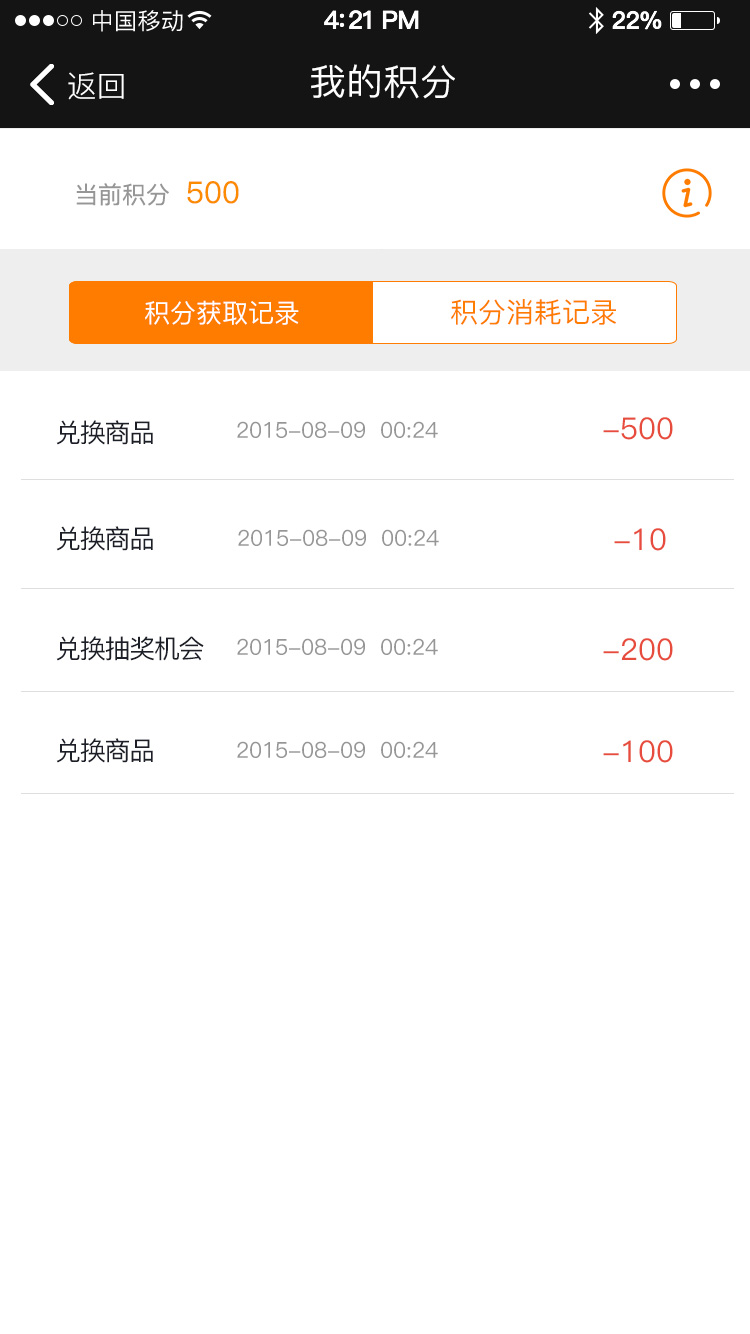 中国移动 4:21 PM 22%
返回 我的积分
当前积分 500
积分获取记录 积分消耗记录
兑换商品 2015-08-09 00:24 -500
兑换商品 2015-08-09 00:24 -10
兑换抽奖机会 2015-08-09 00:24 -200
兑换商品 2015-08-09 00:24 -100